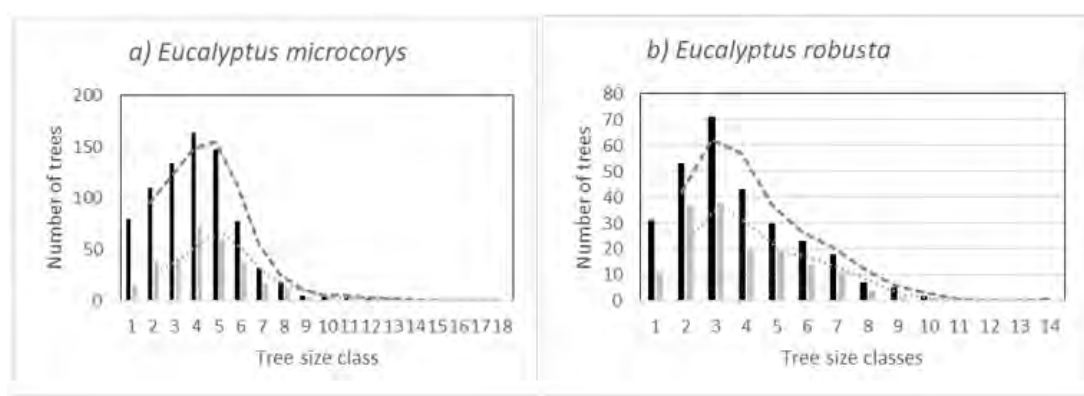 a) Eucalyptus microcorys
200
150
100
50
0
Number of trees
1 2 3 4 5 6 7 8 9 10 11 12 13 14 15 16 17 18
Tree size class
b) Eucalyptus robusta
80
70
60
50
40
30
20
10
0
Number of trees
1 2 3 4 5 6 7 8 9 10 11 12 13 14
Tree size classes